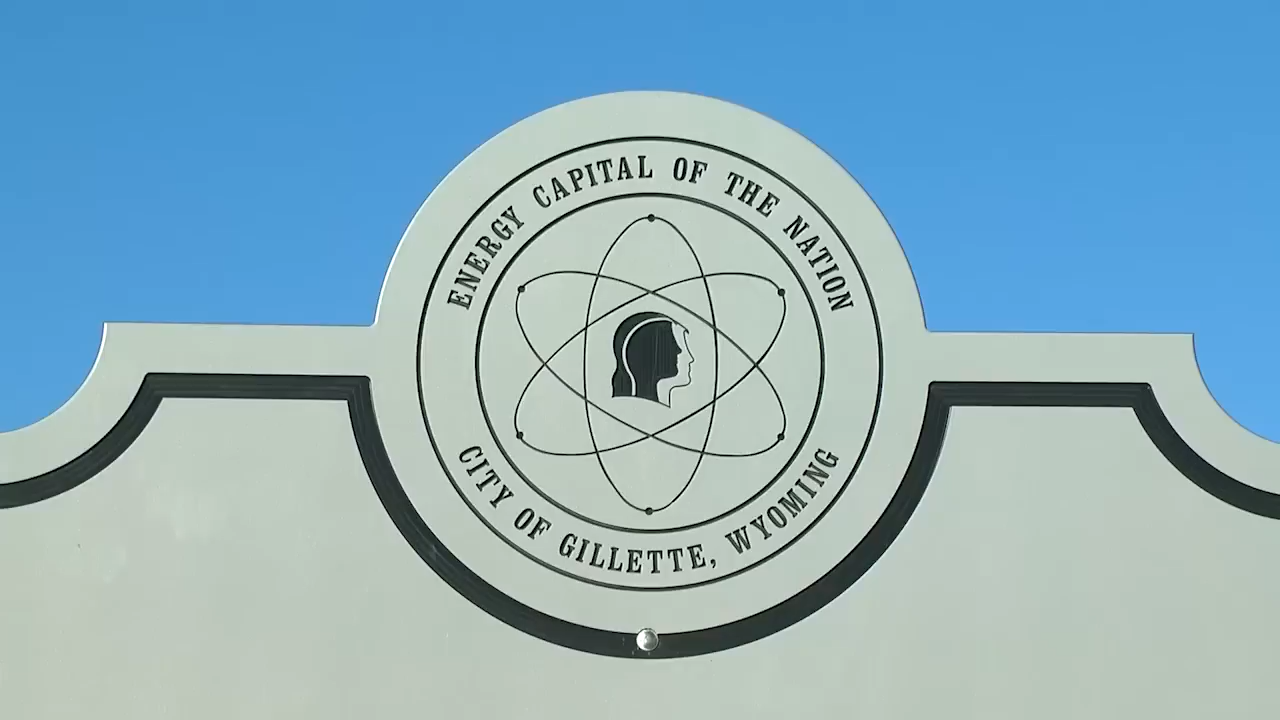 ENERGY CAPITAL OF THE NATION
CITY OF GILLETTE, WYOMING